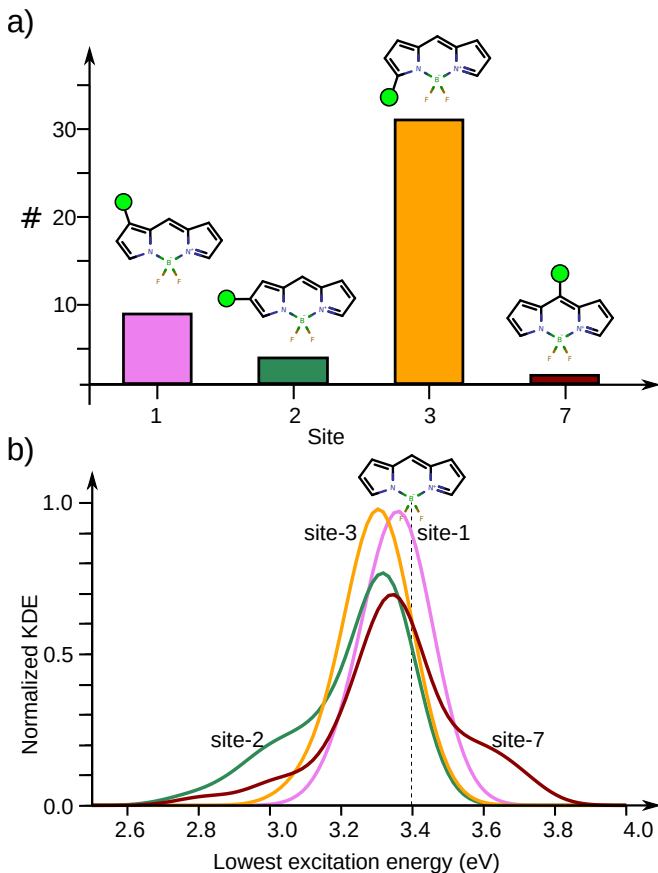 a)
#
30
20
10
N
B⁻
N⁺
F F
N
B⁻
N⁺
F F
N
B⁻
N⁺
F F
N
B⁻
N⁺
F F
1 2 3 7
Site
b)
N
B⁻
N⁺
F F
Normalized KDE
1.0
0.5
0.0
site-3
site-1
site-2
site-7
2.6 2.8 3.0 3.2 3.4 3.6 3.8 4.0
Lowest excitation energy (eV)